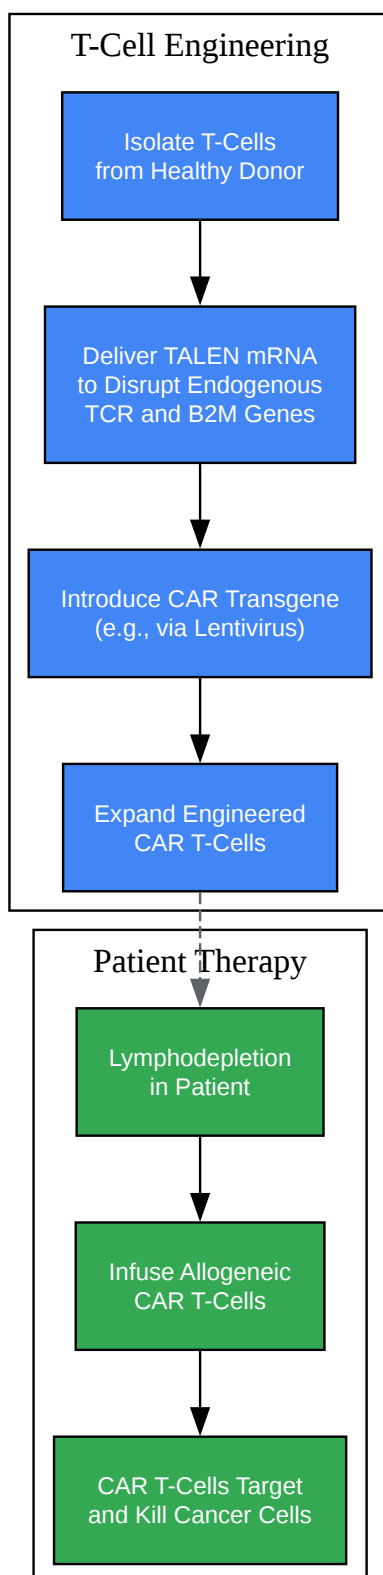 T-Cell Engineering
Isolate T-Cells
from Healthy Donor
Deliver TALEN mRNA
to Disrupt Endogenous
TCR and B2M Genes
Introduce CAR Transgene
(e.g., via Lentivirus)
Expand Engineered
CAR T-Cells
Patient Therapy
Lymphodepletion
in Patient
Infuse Allogeneic
CAR T-Cells
CAR T-Cells Target
and Kill Cancer Cells